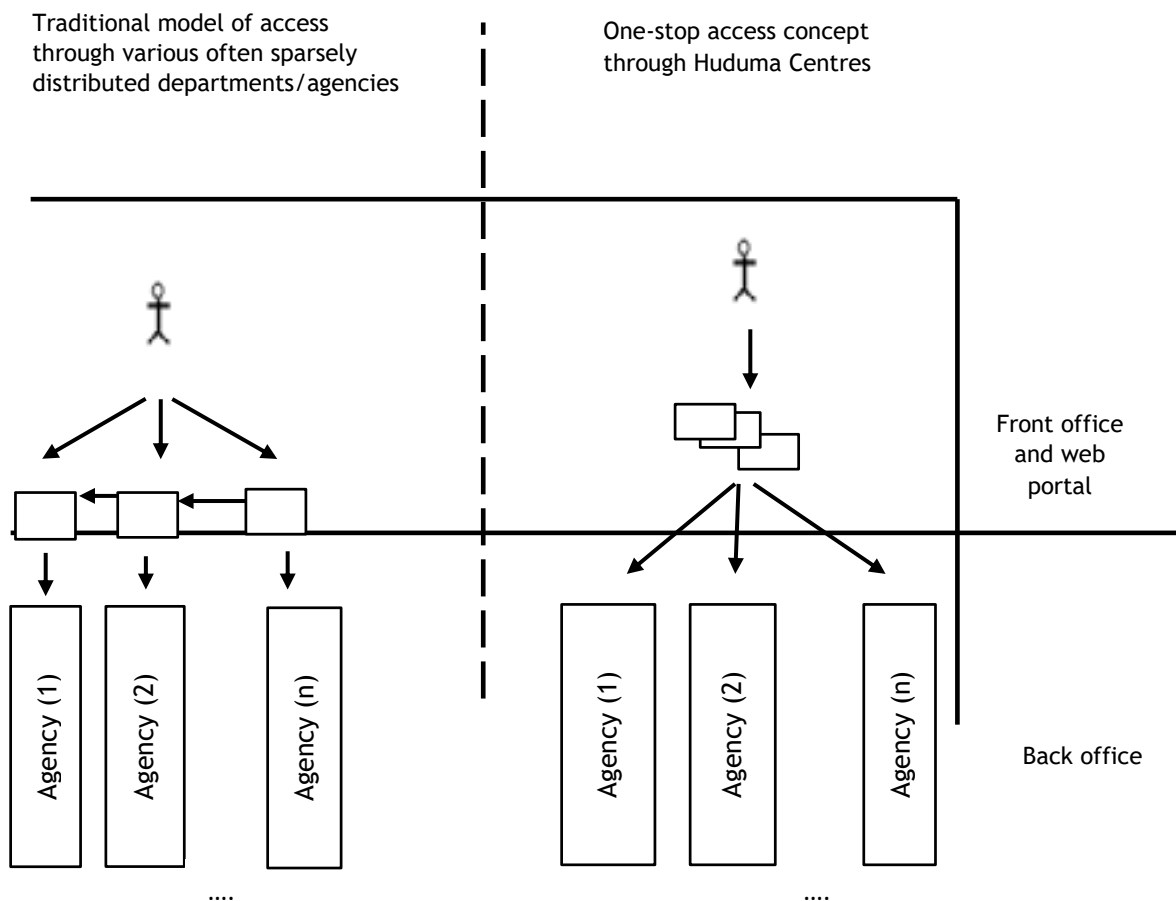 Traditional model of access
through various often sparsely
distributed departments/agencies
One-stop access concept
through Huduma Centres
Front office
and web
portal
Agency (1)
Agency (2)
Agency (n)
Agency (1)
Agency (2)
Agency (n)
Back office
....
....